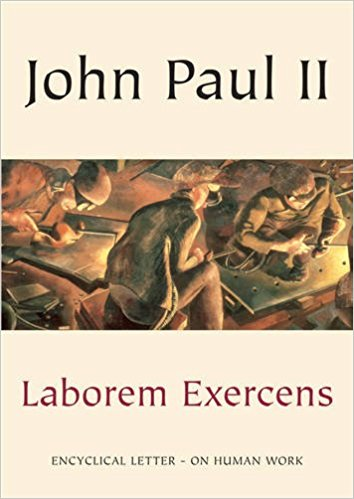 John Paul II
Laborem Exercens
ENCYCLICAL LETTER - ON HUMAN WORK